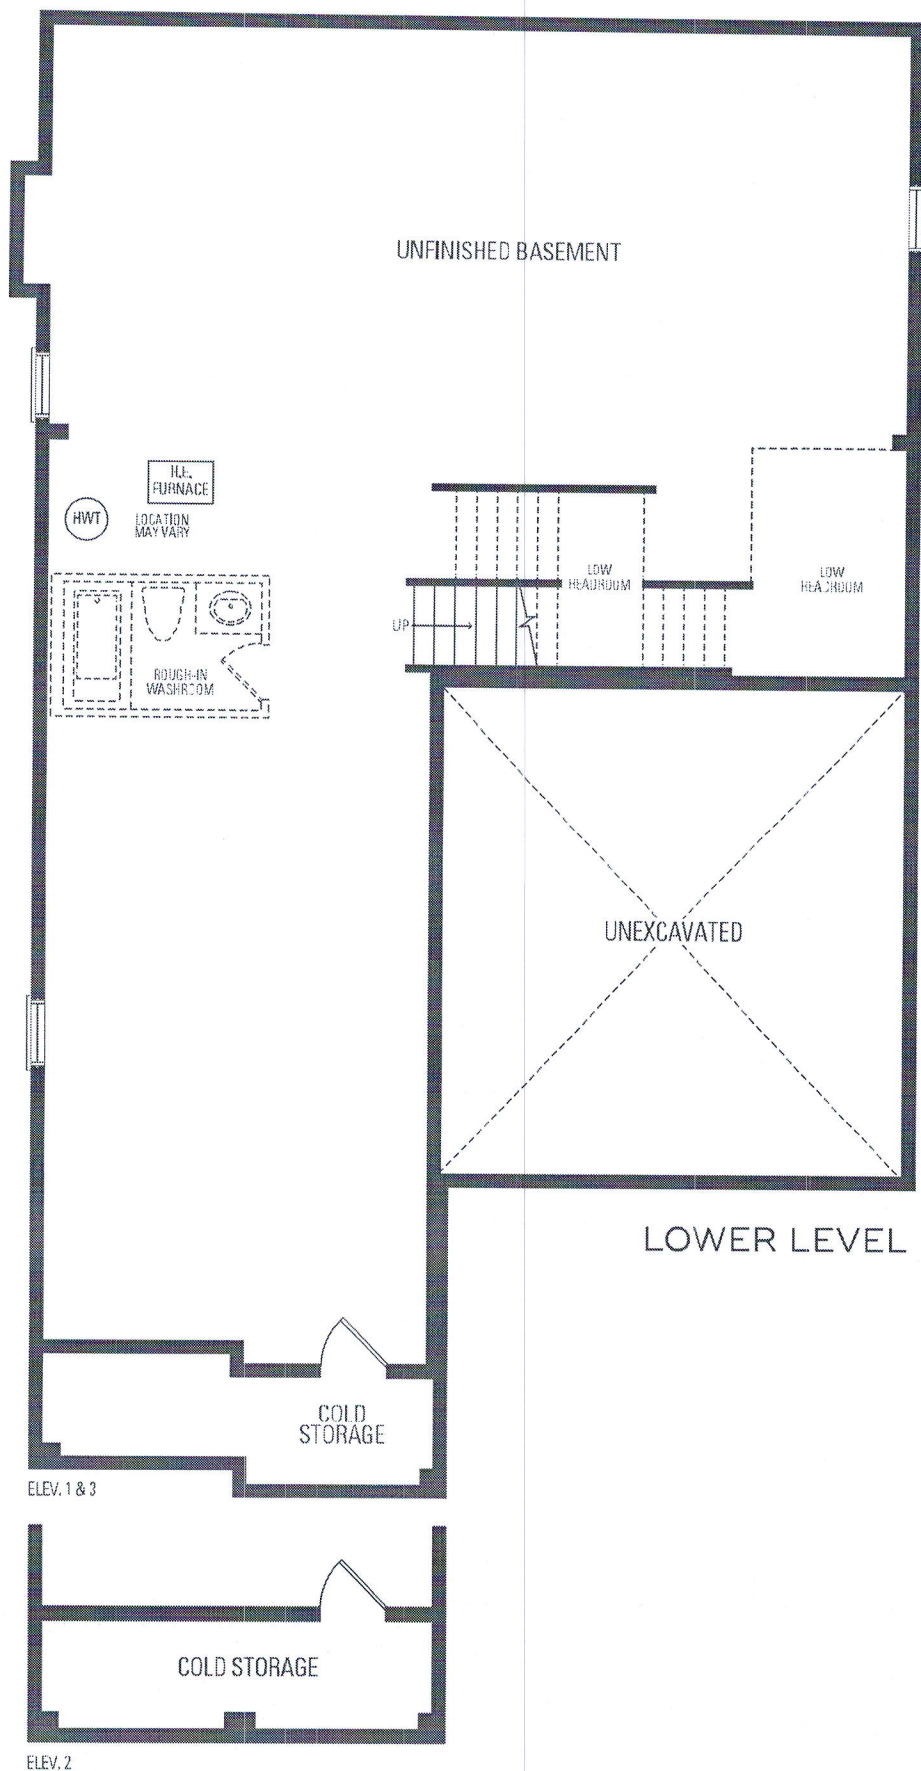 UNFINISHED BASEMENT
H.E.
FURNACE
HWT
LOCATION
MAY VARY
LOW
HEADROOM
LOW
HEADROOM
UP
ROUGH-IN
WASHROOM
UNEXCAVATED
LOWER LEVEL
COLD
STORAGE
ELEV. 1 & 3
COLD STORAGE
ELEV. 2